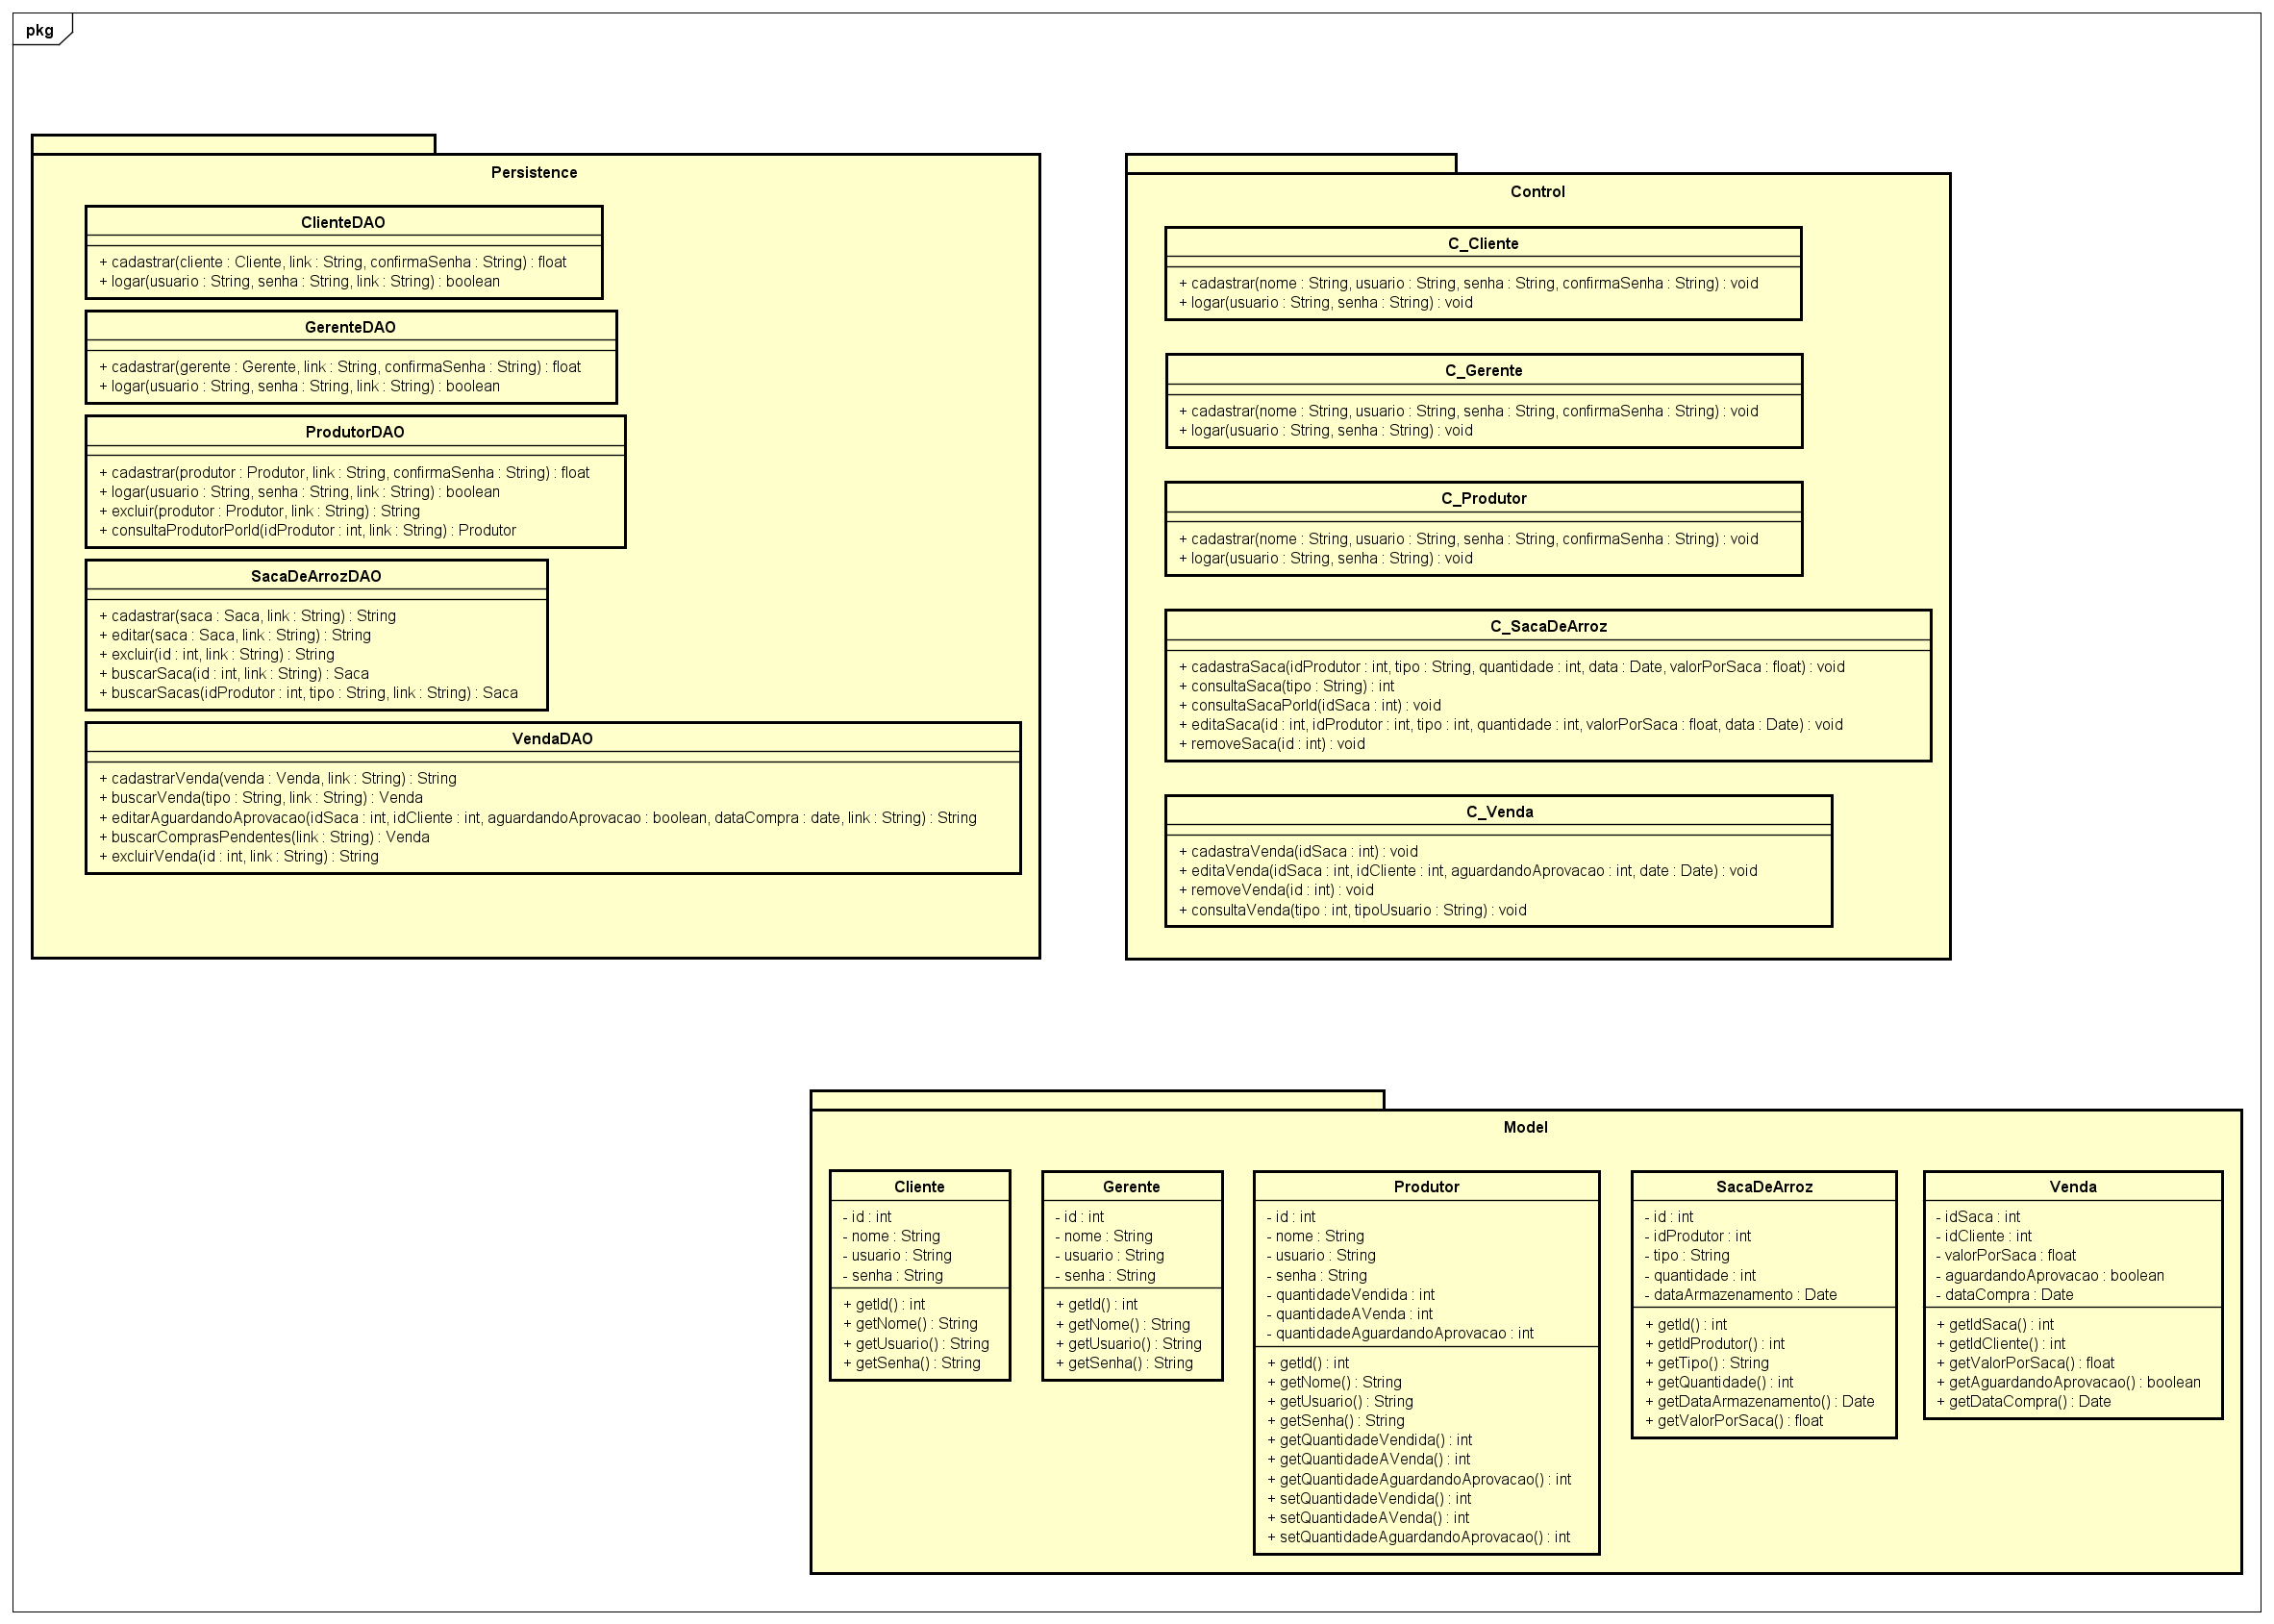 pkg
Persistence
ClienteDAO
+ cadastrar(cliente : Cliente, link : String, confirmaSenha : String) : float
+ logar(usuario : String, senha : String, link : String) : boolean
GerenteDAO
+ cadastrar(gerente : Gerente, link : String, confirmaSenha : String) : float
+ logar(usuario : String, senha : String, link : String) : boolean
ProdutorDAO
+ cadastrar(produtor : Produtor, link : String, confirmaSenha : String) : float
+ logar(usuario : String, senha : String, link : String) : boolean
+ excluir(produtor : Produtor, link : String) : String
+ consultaProdutorPorId(idProdutor : int, link : String) : Produtor
SacaDeArrozDAO
+ cadastrar(saca : Saca, link : String) : String
+ editar(saca : Saca, link : String) : String
+ excluir(id : int, link : String) : String
+ buscarSaca(id : int, link : String) : Saca
+ buscarSacas(idProdutor : int, tipo : String, link : String) : Saca
VendaDAO
+ cadastrarVenda(venda : Venda, link : String) : String
+ buscarVenda(tipo : String, link : String) : Venda
+ editarAguardandoAprovacao(idSaca : int, idCliente : int, aguardandoAprovacao : boolean, dataCompra : date, link : String) : String
+ buscarComprasPendentes(link : String) : Venda
+ excluirVenda(id : int, link : String) : String
Control
C_Cliente
+ cadastrar(nome : String, usuario : String, senha : String, confirmaSenha : String) : void
+ logar(usuario : String, senha : String) : void
C_Gerente
+ cadastrar(nome : String, usuario : String, senha : String, confirmaSenha : String) : void
+ logar(usuario : String, senha : String) : void
C_Produtor
+ cadastrar(nome : String, usuario : String, senha : String, confirmaSenha : String) : void
+ logar(usuario : String, senha : String) : void
C_SacaDeArroz
+ cadastraSaca(idProdutor : int, tipo : String, quantidade : int, data : Date, valorPorSaca : float) : void
+ consultaSaca(tipo : String) : int
+ consultaSacaPorId(idSaca : int) : void
+ editaSaca(id : int, idProdutor : int, tipo : int, quantidade : int, valorPorSaca : float, data : Date) : void
+ removeSaca(id : int) : void
C_Venda
+ cadastraVenda(idSaca : int) : void
+ editaVenda(idSaca : int, idCliente : int, aguardandoAprovacao : int, date : Date) : void
+ removeVenda(id : int) : void
+ consultaVenda(tipo : int, tipoUsuario : String) : void
Model
Cliente
- id : int
- nome : String
- usuario : String
- senha : String
+ getId() : int
+ getNome() : String
+ getUsuario() : String
+ getSenha() : String
Gerente
- id : int
- nome : String
- usuario : String
- senha : String
+ getId() : int
+ getNome() : String
+ getUsuario() : String
+ getSenha() : String
Produtor
- id : int
- nome : String
- usuario : String
- senha : String
- quantidadeVendida : int
- quantidadeAVenda : int
- quantidadeAguardandoAprovacao : int
+ getId() : int
+ getNome() : String
+ getUsuario() : String
+ getSenha() : String
+ getQuantidadeVendida() : int
+ getQuantidadeAVenda() : int
+ getQuantidadeAguardandoAprovacao() : int
+ setQuantidadeVendida() : int
+ setQuantidadeAVenda() : int
+ setQuantidadeAguardandoAprovacao() : int
SacaDeArroz
- id : int
- idProdutor : int
- tipo : String
- quantidade : int
- dataArmazenamento : Date
+ getId() : int
+ getIdProdutor() : int
+ getTipo() : String
+ getQuantidade() : int
+ getDataArmazenamento() : Date
+ getValorPorSaca() : float
Venda
- idSaca : int
- idCliente : int
- valorPorSaca : float
- aguardandoAprovacao : boolean
- dataCompra : Date
+ getIdSaca() : int
+ getIdCliente() : int
+ getValorPorSaca() : float
+ getAguardandoAprovacao() : boolean
+ getDataCompra() : Date